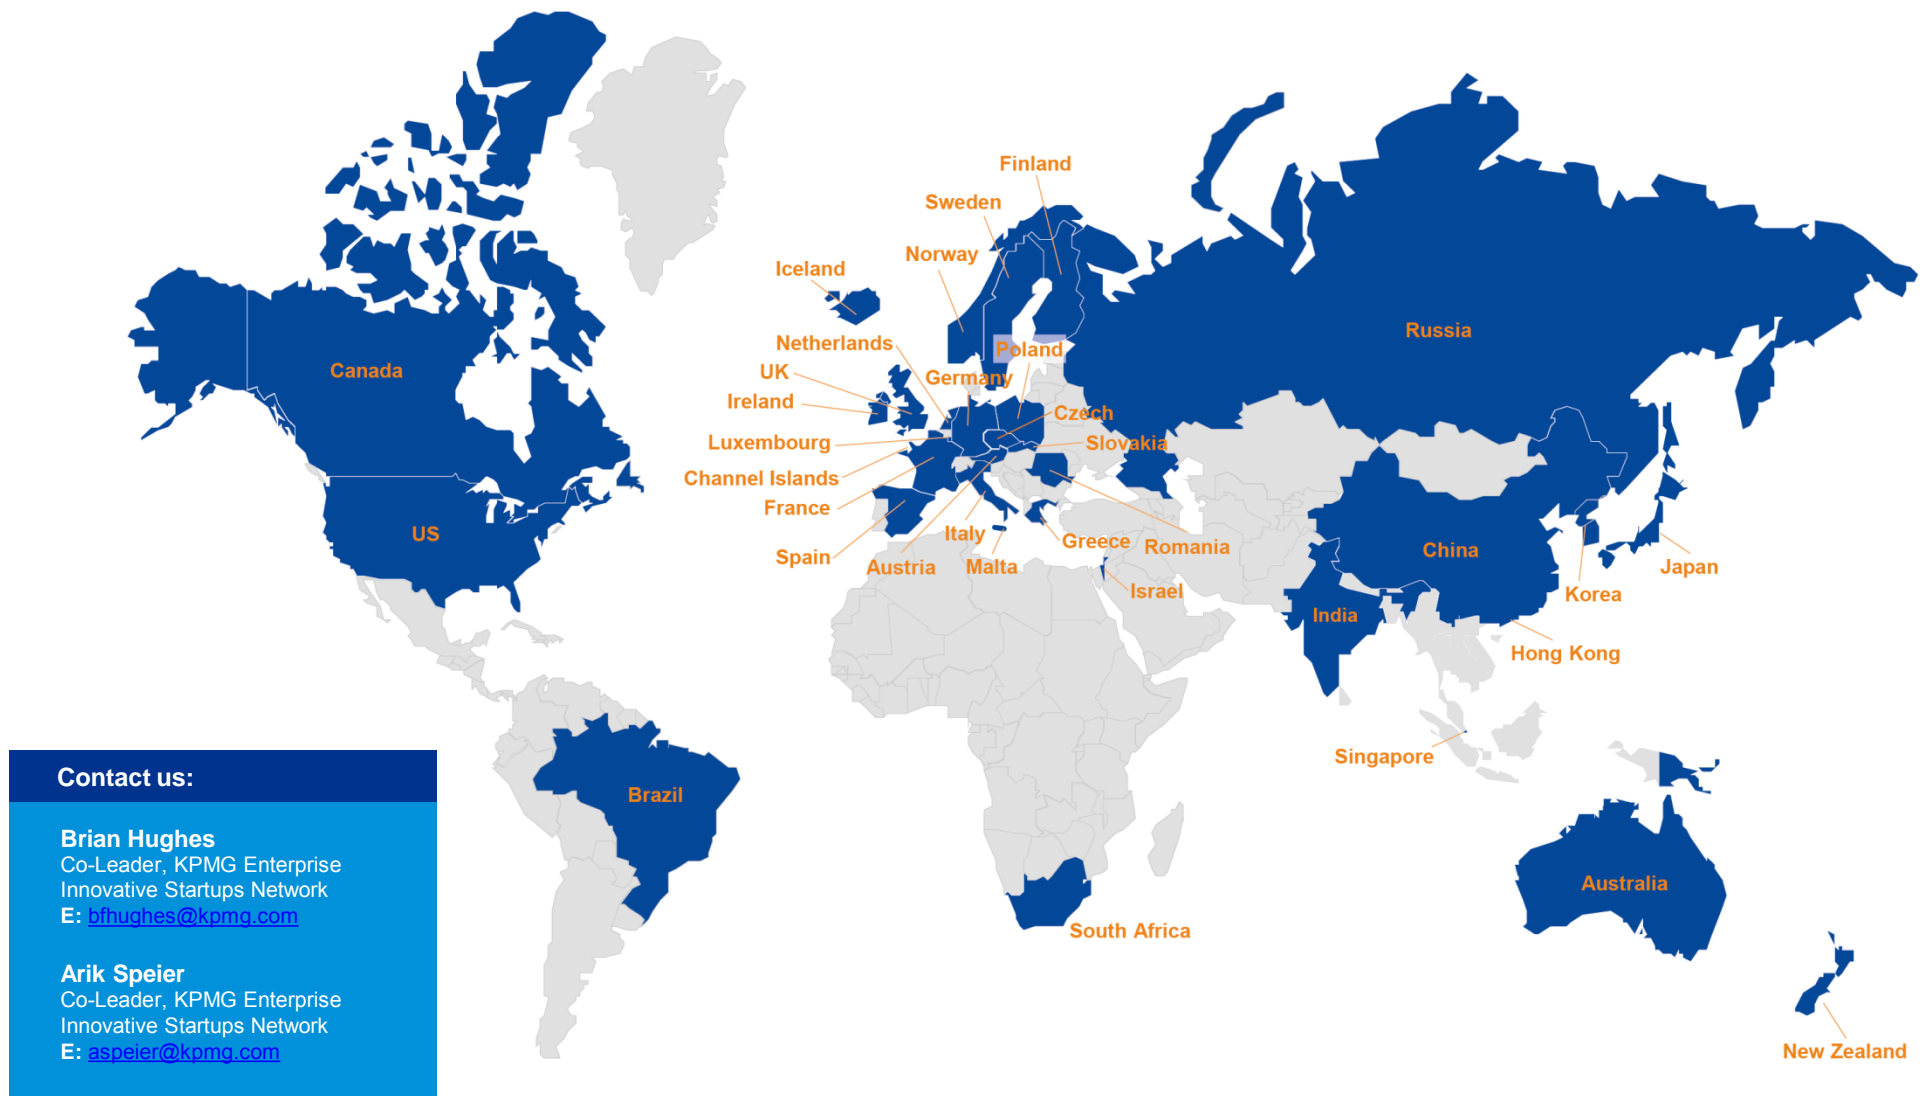 Finland
Sweden
Norway
Iceland
Russia
Netherlands
Poland
Canada
UK
Germany
Ireland
Czech
Luxembourg
Slovakia
Channel Islands
France
US
Italy
Greece
Romania
China
Spain
Austria
Malta
Japan
Israel
Korea
India
Hong Kong
Singapore
Brazil
Australia
South Africa
New Zealand
Contact us:
Brian Hughes
Co-Leader, KPMG Enterprise
Innovative Startups Network
E: bfhughes@kpmg.com
Arik Speier
Co-Leader, KPMG Enterprise
Innovative Startups Network
E: aspeier@kpmg.com